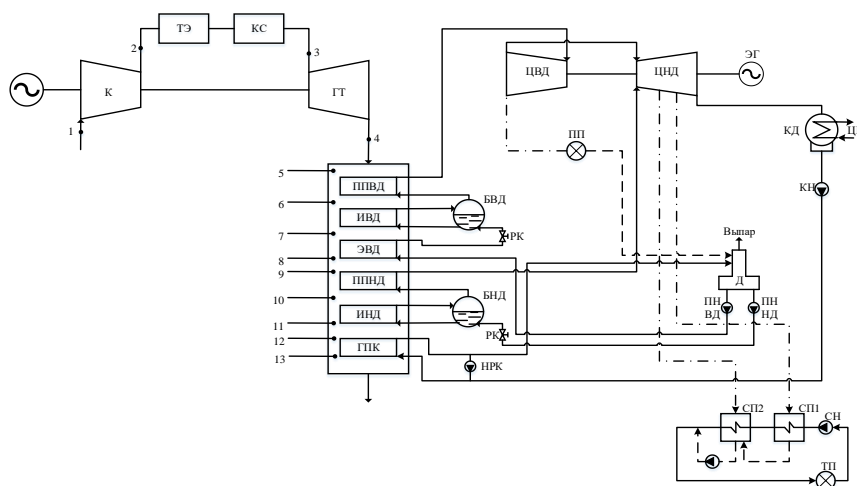 ТЭ
КС
2
3
К
ГТ
1
4
ЦВД
ЦНД
ЭГ
ПП
КД
Ц
КН
5
ППВД
6
ИВД
БВД
7
РК
ЭВД
8
9
ППНД
10
БНД
11
ИНД
РК
12
ГПК
13
НРК
Выпар
Д
ПН ВД
ПН НД
СП2
СП1
СН
ТП